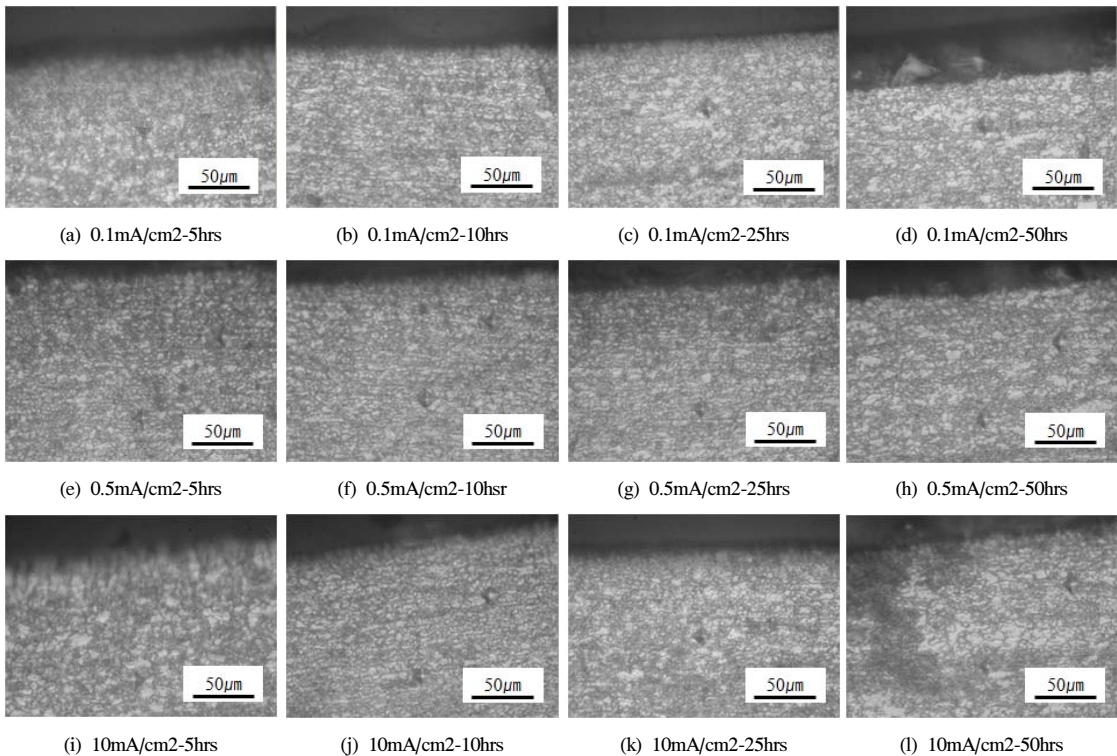 50μm 50μm 50μm 50μm
(a) 0.1mA/cm2-5hrs (b) 0.1mA/cm2-10hrs (c) 0.1mA/cm2-25hrs (d) 0.1mA/cm2-50hrs
50μm 50μm 50μm 50μm
(e) 0.5mA/cm2-5hrs (f) 0.5mA/cm2-10hsr (g) 0.5mA/cm2-25hrs (h) 0.5mA/cm2-50hrs
50μm 50μm 50μm 50μm
(i) 10mA/cm2-5hrs (j) 10mA/cm2-10hrs (k) 10mA/cm2-25hrs (l) 10mA/cm2-50hrs